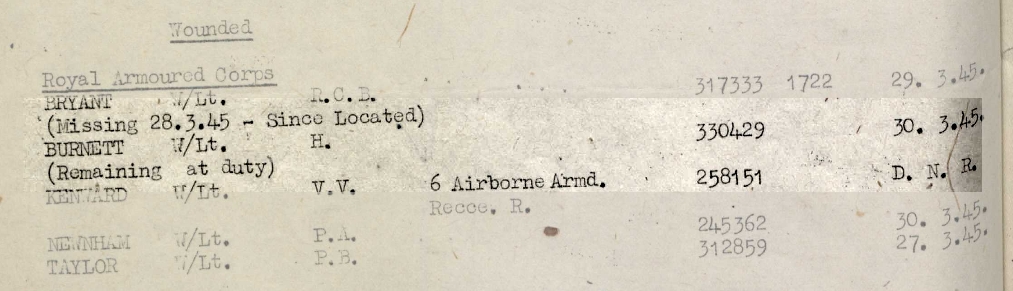 Wounded
Royal Armoured Corps
BRYANT W/Lt. R.C.B. 317333 1722 29. 3.45.
(Missing 28.3.45 - Since Located)
BURNETT W/Lt. H. 330429 30. 3.45.
(Remaining at duty)
KENWARD W/Lt. V.V. 6 Airborne Armd. 258151 D. N. R.
Recce. R.
NEWNHAM W/Lt. P.A. 245362 30. 3.45.
TAYLOR W/Lt. P.B. 312859 27. 3.45.